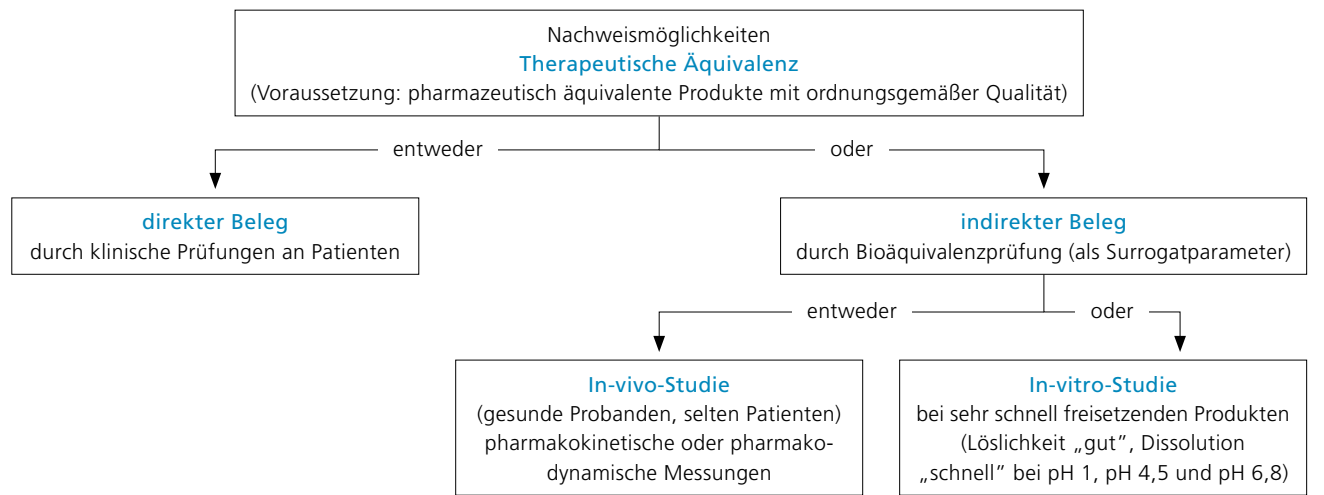 Nachweismöglichkeiten
Therapeutische Äquivalenz
(Voraussetzung: pharmazeutisch äquivalente Produkte mit ordnungsgemäßer Qualität)
entweder
oder
direkter Beleg
durch klinische Prüfungen an Patienten
indirekter Beleg
durch Bioäquivalenzprüfung (als Surrogatparameter)
entweder
oder
In-vivo-Studie
(gesunde Probanden, selten Patienten)
pharmakokinetische oder pharmako-
dynamische Messungen
In-vitro-Studie
bei sehr schnell freisetzenden Produkten
(Löslichkeit „gut”, Dissolution
„schnell” bei pH 1, pH 4,5 und pH 6,8)